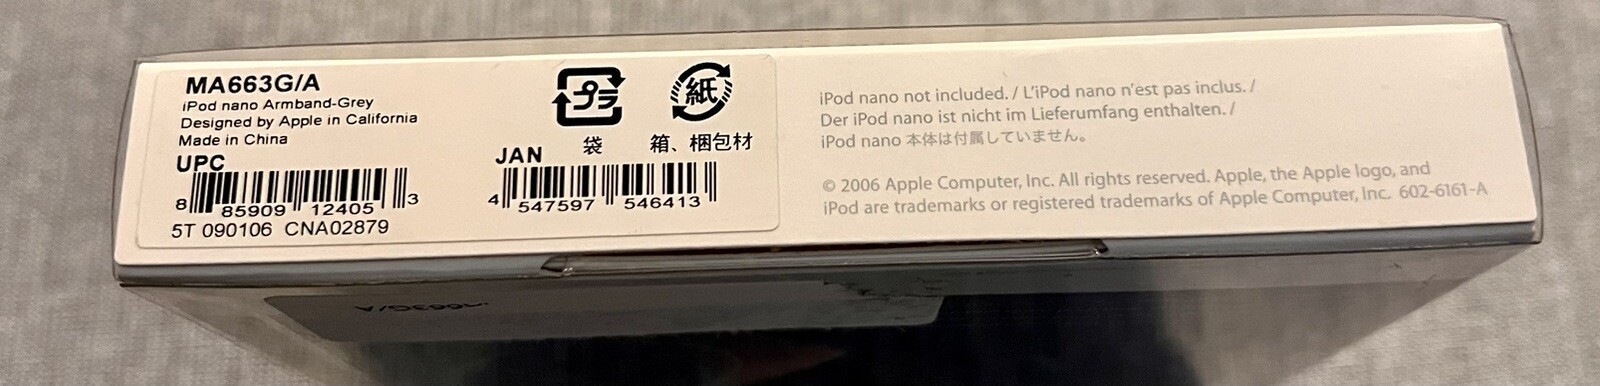 MA663G/A
iPod nano Armband-Grey
Designed by Apple in California
Made in China
UPC
8 85909 12405 3
5T 090106 CNA02879
プラ
袋
紙
箱、梱包材
JAN
4 547597 546413
iPod nano not included. / L'iPod nano n'est pas inclus. /
Der iPod nano ist nicht im Lieferumfang enthalten. /
iPod nano 本体は付属していません。
© 2006 Apple Computer, Inc. All rights reserved. Apple, the Apple logo, and
iPod are trademarks or registered trademarks of Apple Computer, Inc. 602-6161-A